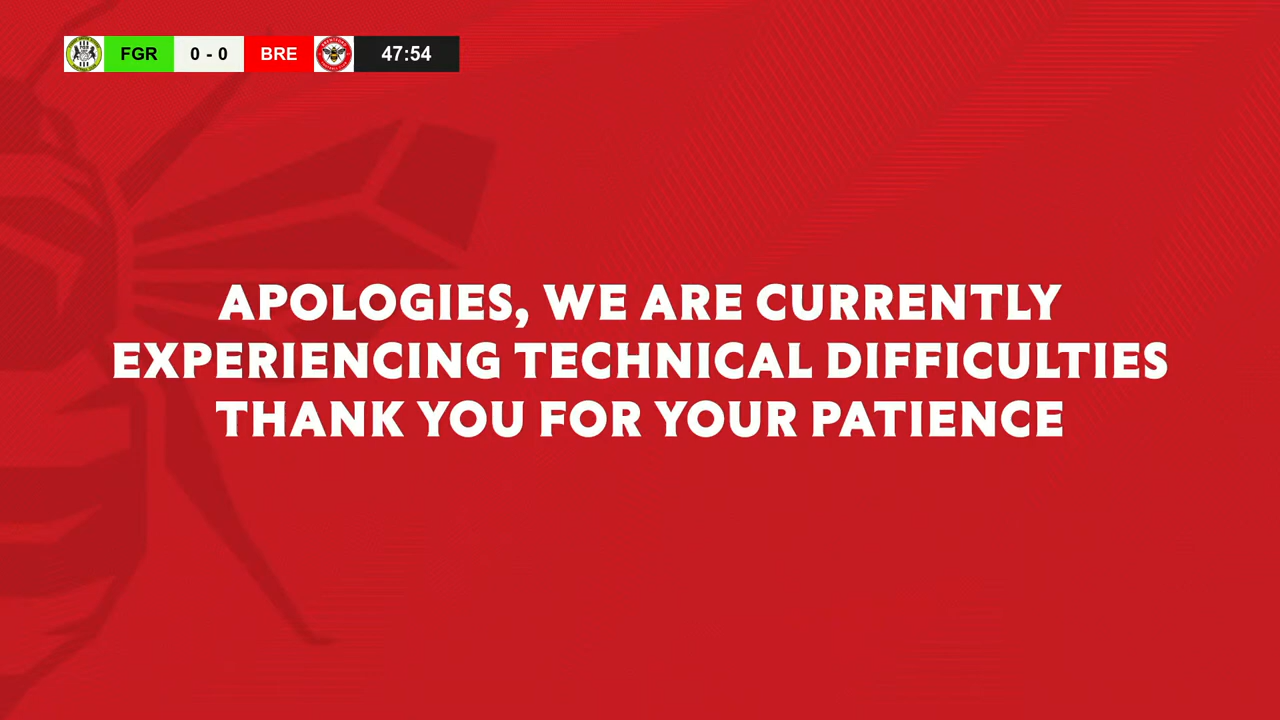 FGR 0 - 0 BRE 47:54
APOLOGIES, WE ARE CURRENTLY
EXPERIENCING TECHNICAL DIFFICULTIES
THANK YOU FOR YOUR PATIENCE